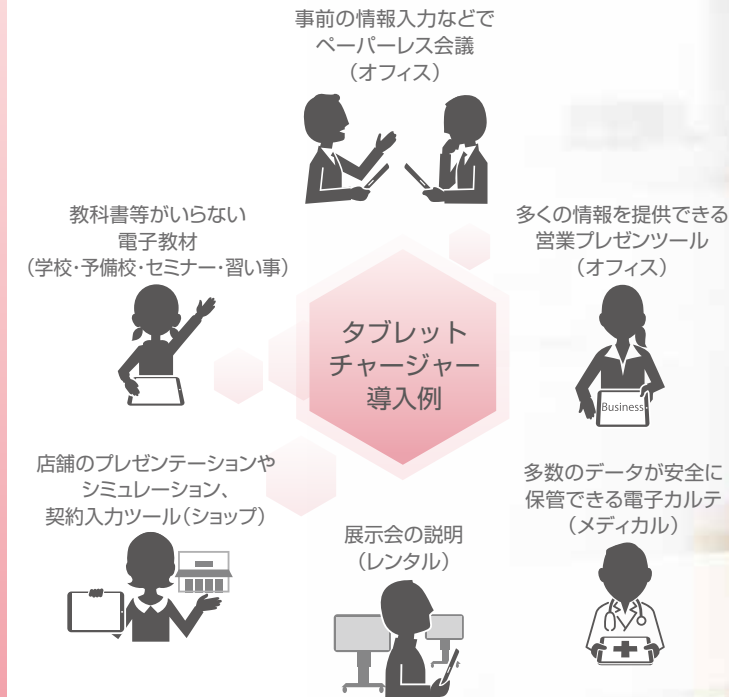 事前の情報入力などで
ペーパーレス会議
（オフィス）
教科書等がいらない
電子教材
（学校・予備校・セミナー・習い事）
多くの情報を提供できる
営業プレゼンツール
（オフィス）
タブレット
チャージャー
導入例
Business
店舗のプレゼンテーションや
シミュレーション、
契約入力ツール（ショップ）
展示会の説明
（レンタル）
多数のデータが安全に
保管できる電子カルテ
（メディカル）